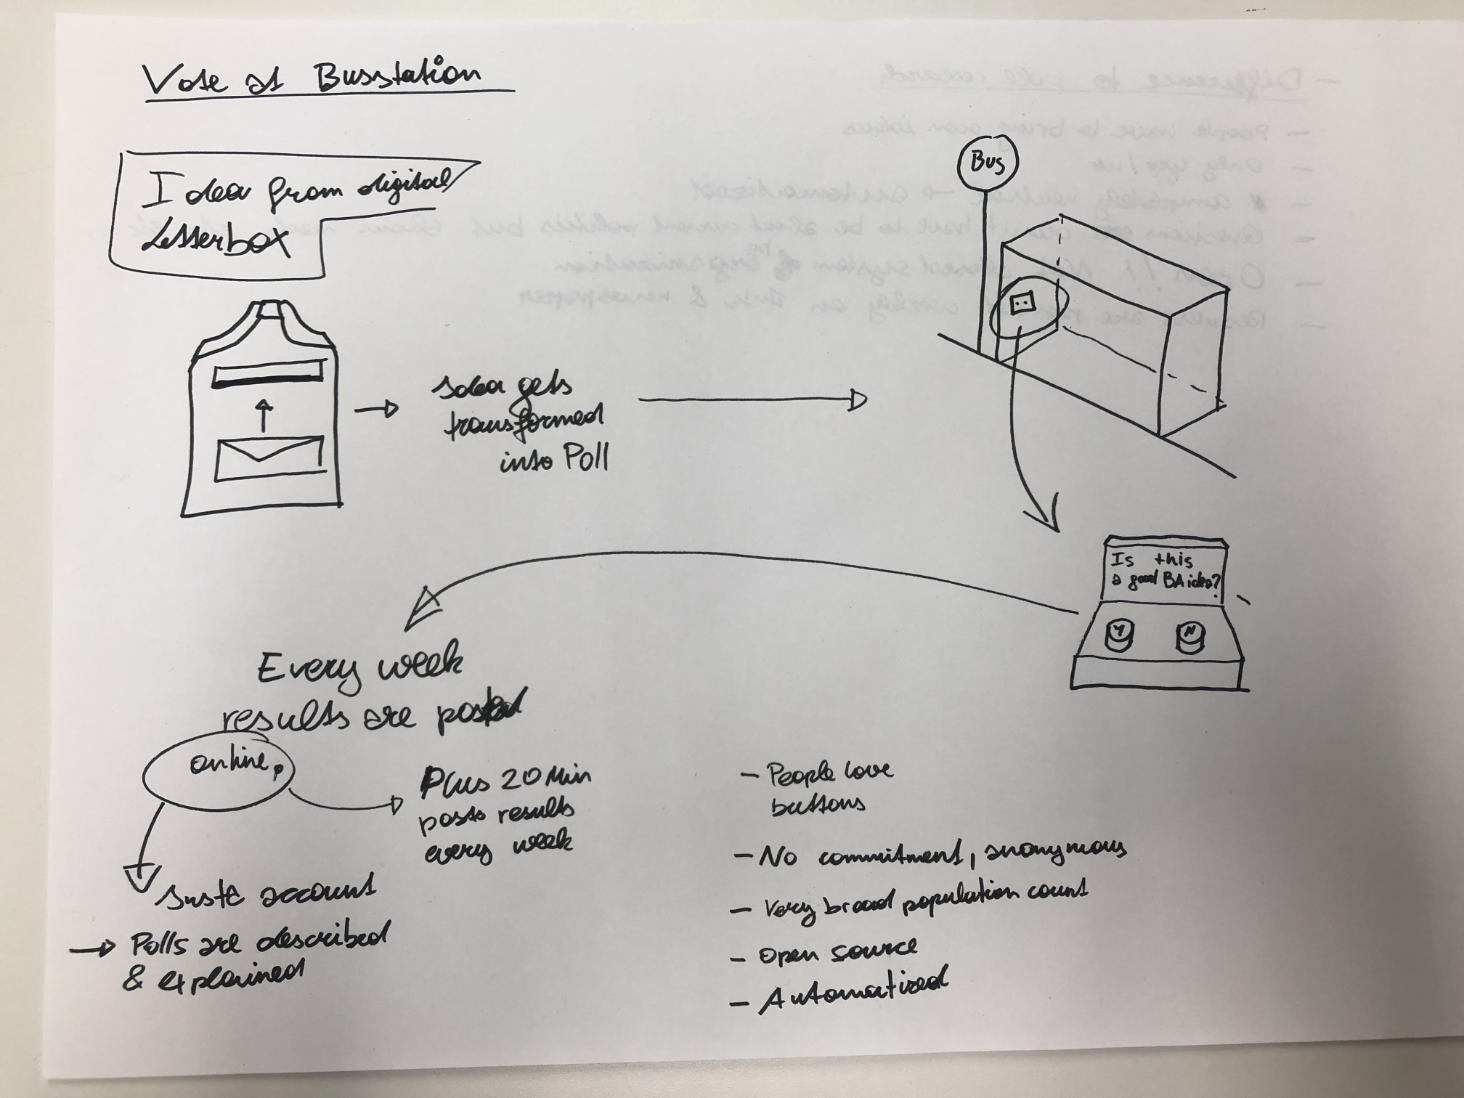 Vote at Busstation
Idea from digital
Letterbox
Bus
Idea gets
transformed
into Poll
Is this
a good BA idea?
Y N
Every week
results are posted
online,
Plus 20 Min
posts results
every week
Insta account
→ Polls are described
& explained
- People love
buttons
- No commitment, anonymous
- Very broad population count
- Open source
- Automatized